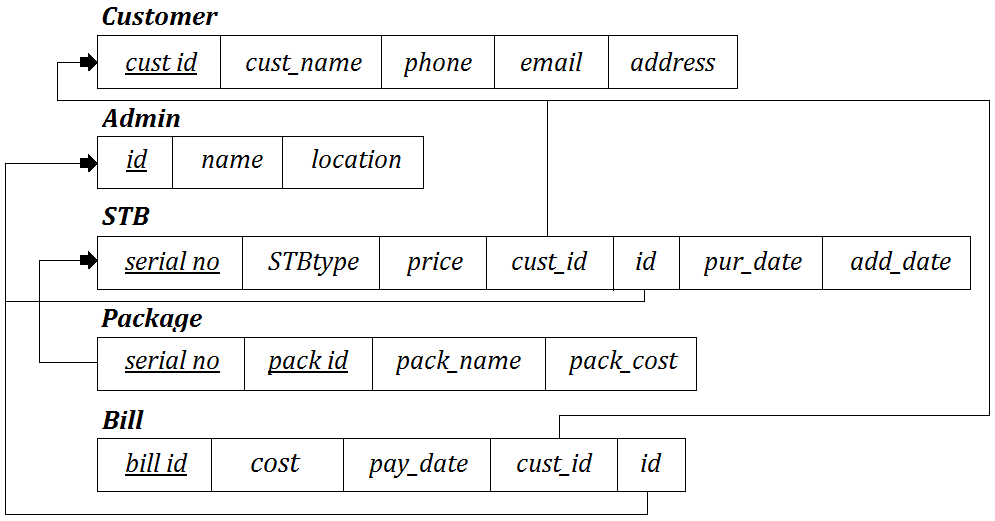 Customer
cust id cust_name phone email address
Admin
id name location
STB
serial no STBtype price cust_id id pur_date add_date
Package
serial no pack id pack_name pack_cost
Bill
bill id cost pay_date cust_id id